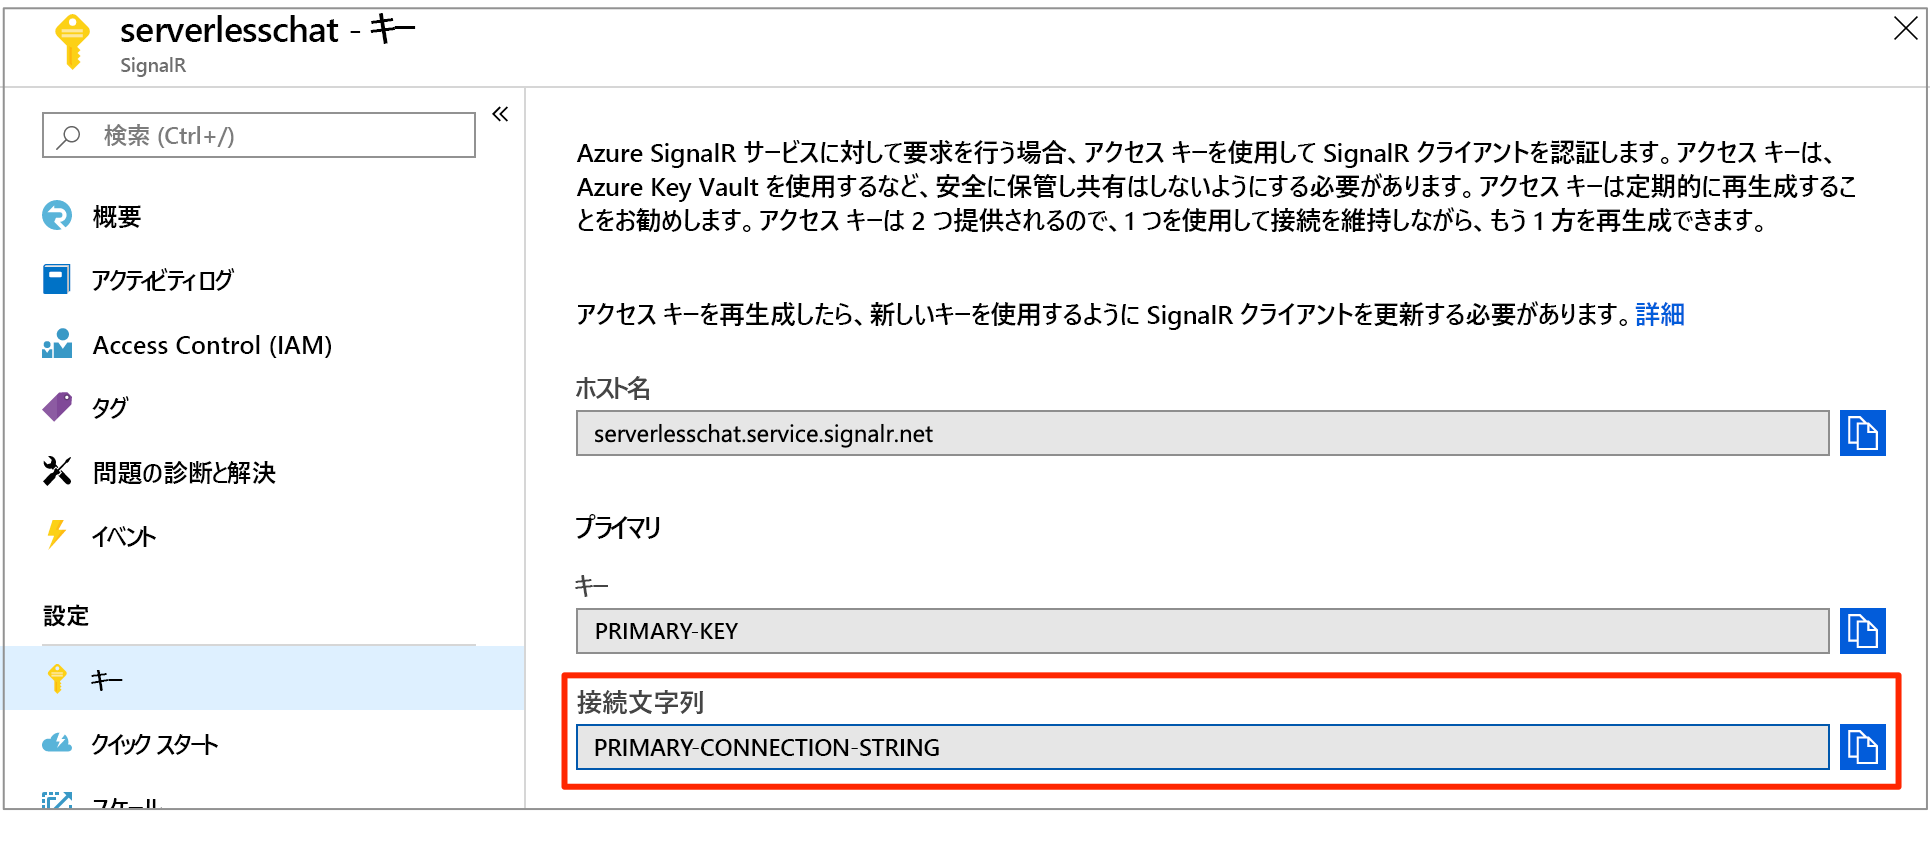 serverlesschat - キー
SignalR
検索 (Ctrl+/)
概要
アクティビティ ログ
Access Control (IAM)
タグ
問題の診断と解決
イベント
設定
キー
クイック スタート
スケール
Azure SignalR サービスに対して要求を行う場合、アクセス キーを使用して SignalR クライアントを認証します。アクセス キーは、
Azure Key Vault を使用するなど、安全に保管し共有はしないようにする必要があります。アクセス キーは定期的に再生成するこ
とをお勧めします。アクセス キーは 2 つ提供されるので、1 つを使用して接続を維持しながら、もう 1 方を再生成できます。
アクセス キーを再生成したら、新しいキーを使用するように SignalR クライアントを更新する必要があります。詳細
ホスト名
serverlesschat.service.signalr.net
プライマリ
キー
PRIMARY-KEY
接続文字列
PRIMARY-CONNECTION-STRING